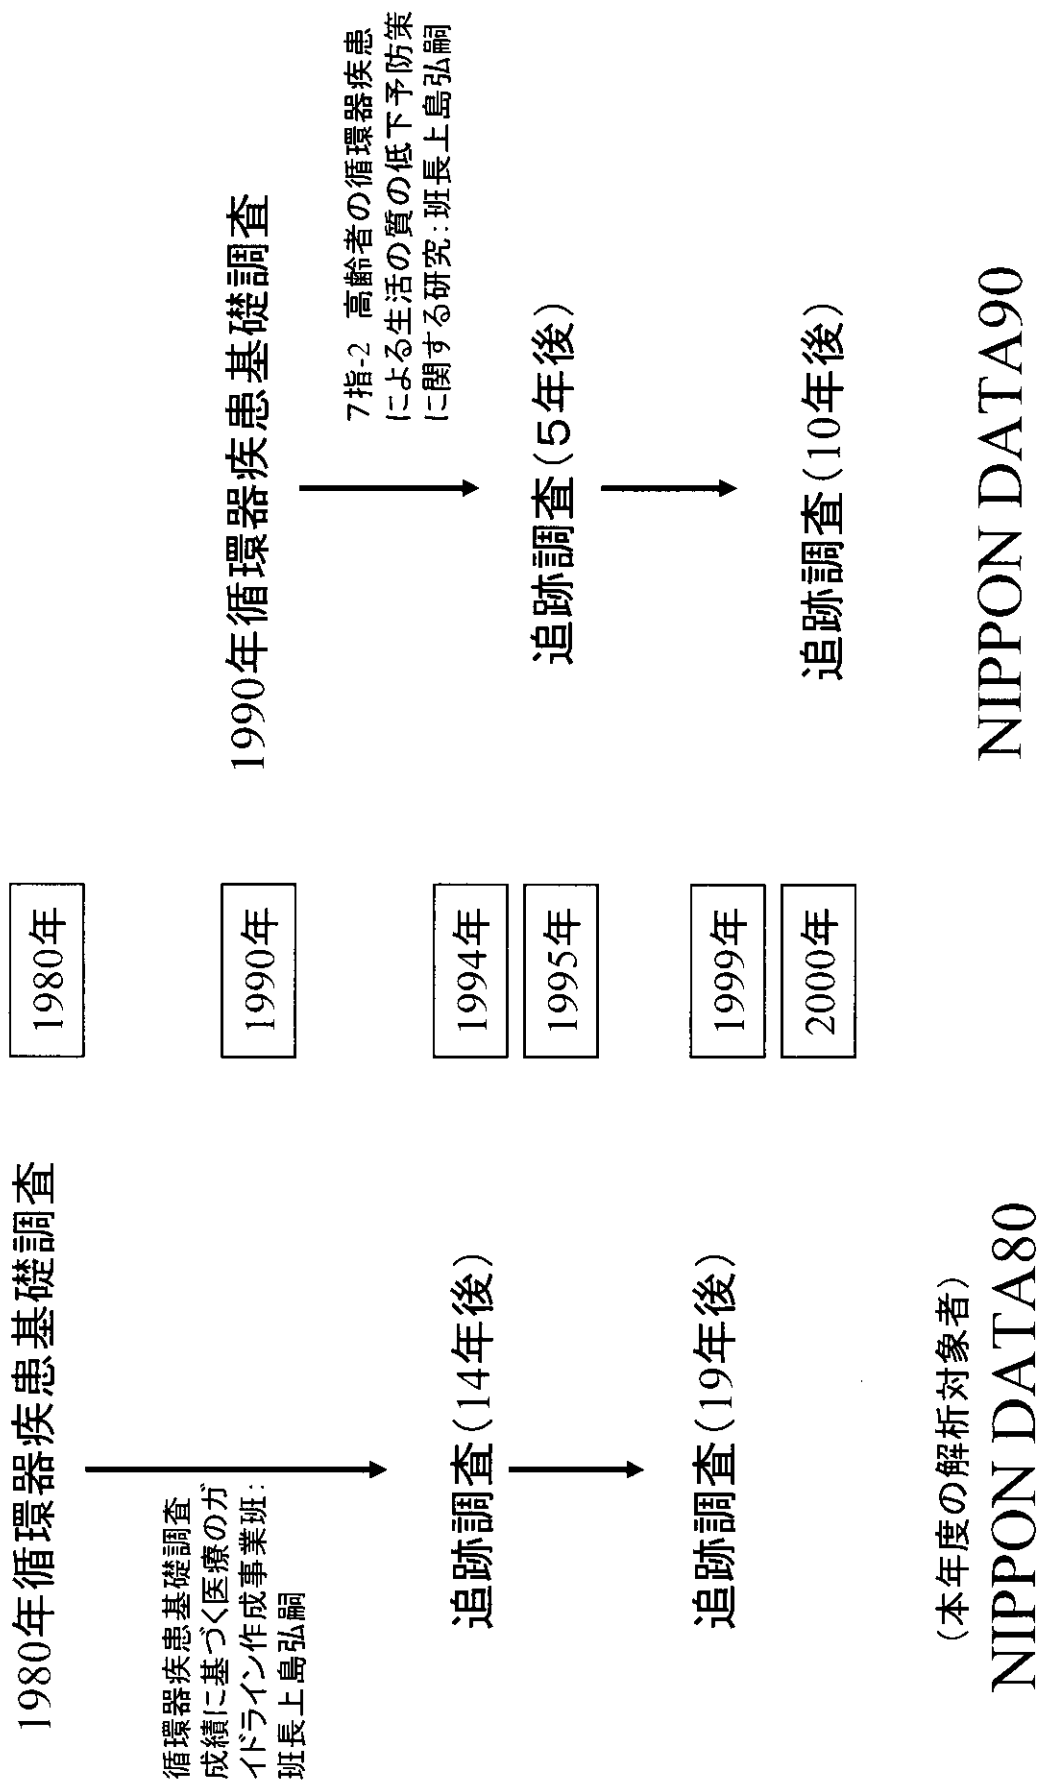 1980年循環器疾患基礎調査
循環器疾患基礎調査
成績に基づく医療のガ
イドライン作成事業班:
班長上島弘嗣
追跡調査(14年後)
追跡調査(19年後)
(本年度の解析対象者)
NIPPON DATA80
1980年
1990年
1994年
1995年
1999年
2000年
1990年循環器疾患基礎調査
7指-2 高齢者の循環器疾患
による生活の質の低下予防策
に関する研究:班長上島弘嗣
追跡調査(5年後)
追跡調査(10年後)
NIPPON DATA90